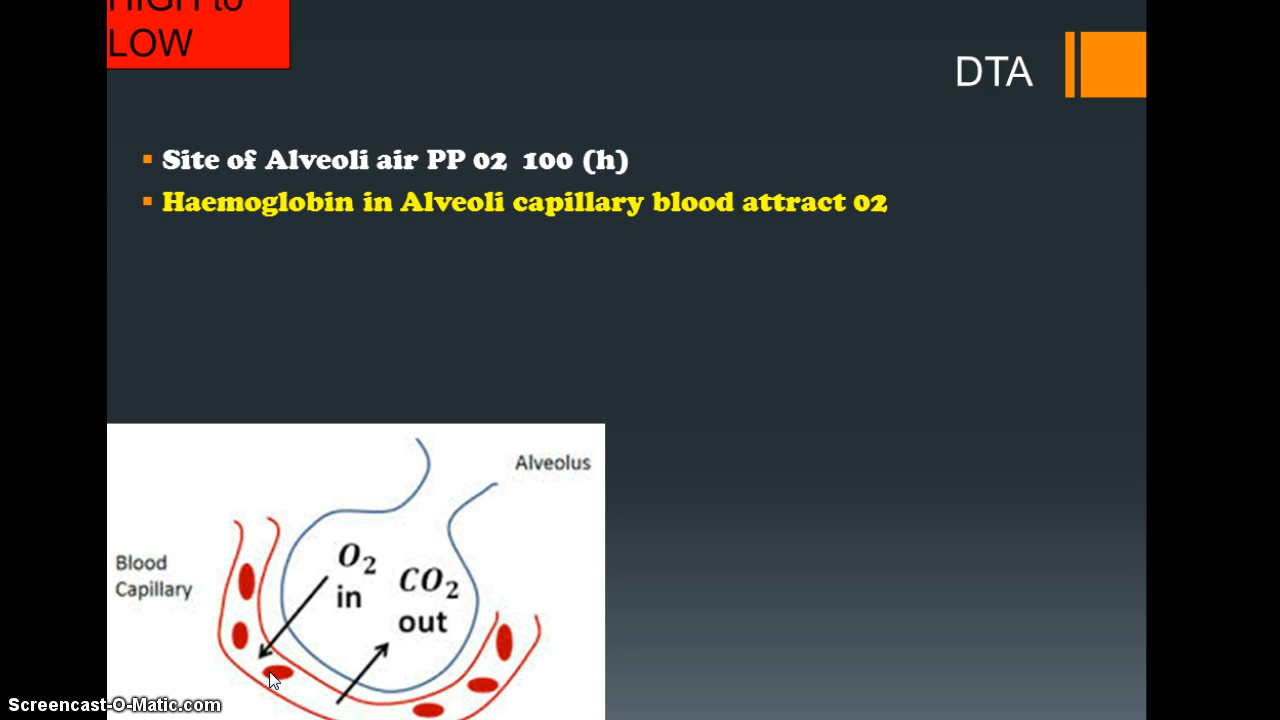 HIGH to
LOW
DTA
Site of Alveoli air PP 02 100 (h)
Haemoglobin in Alveoli capillary blood attract 02
Alveolus
Blood
Capillary
O2
in
CO2
out
Screencast-O-Matic.com